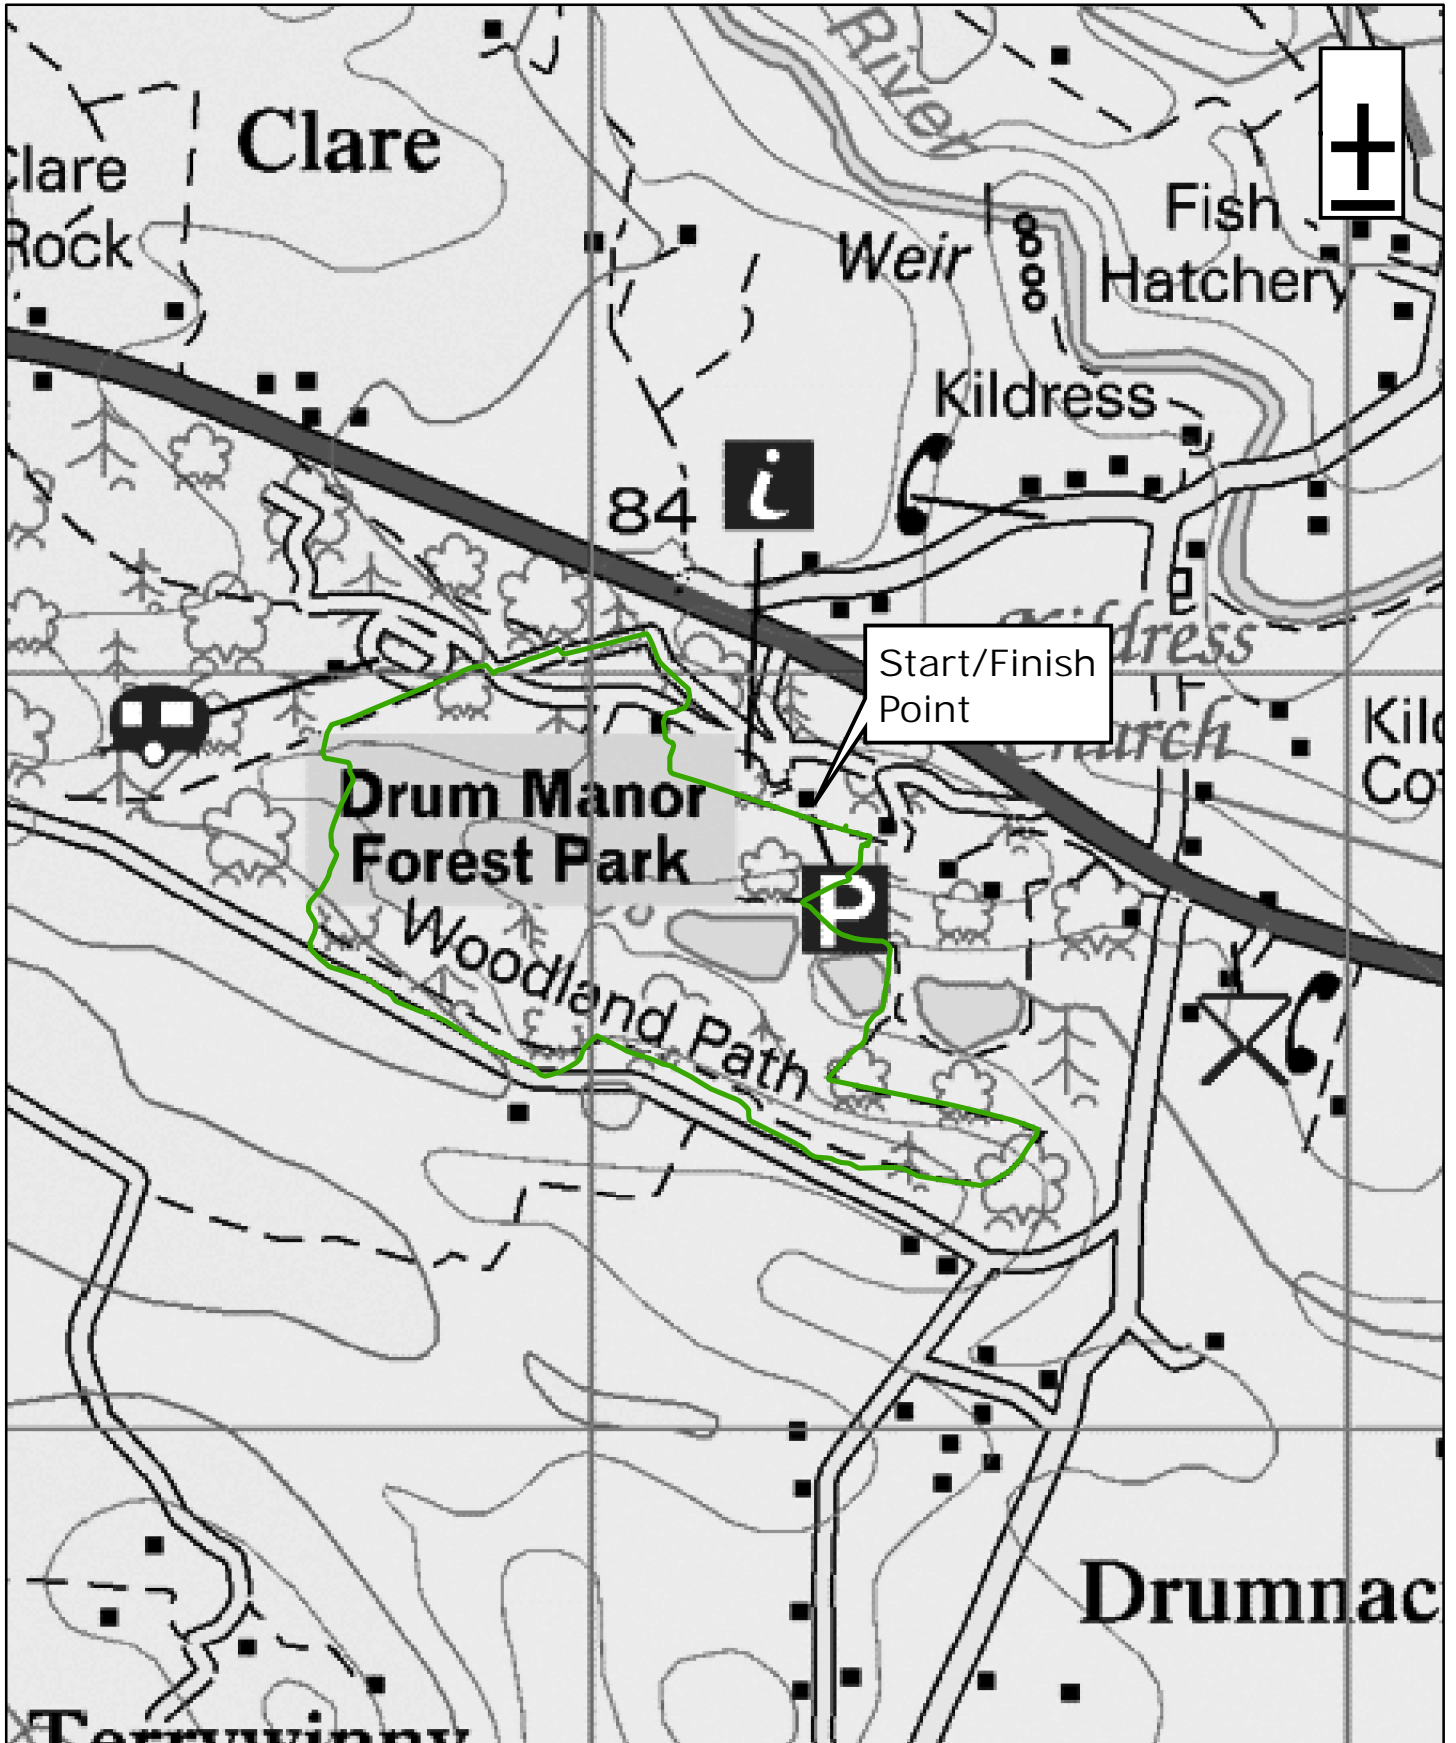 River
Clare
Clare
Rock
Weir
Fish
Hatchery
Kildress
84
i
Kildress
Church
Start/Finish
Point
Drum Manor
Forest Park
P
Woodland Path
Drumnac